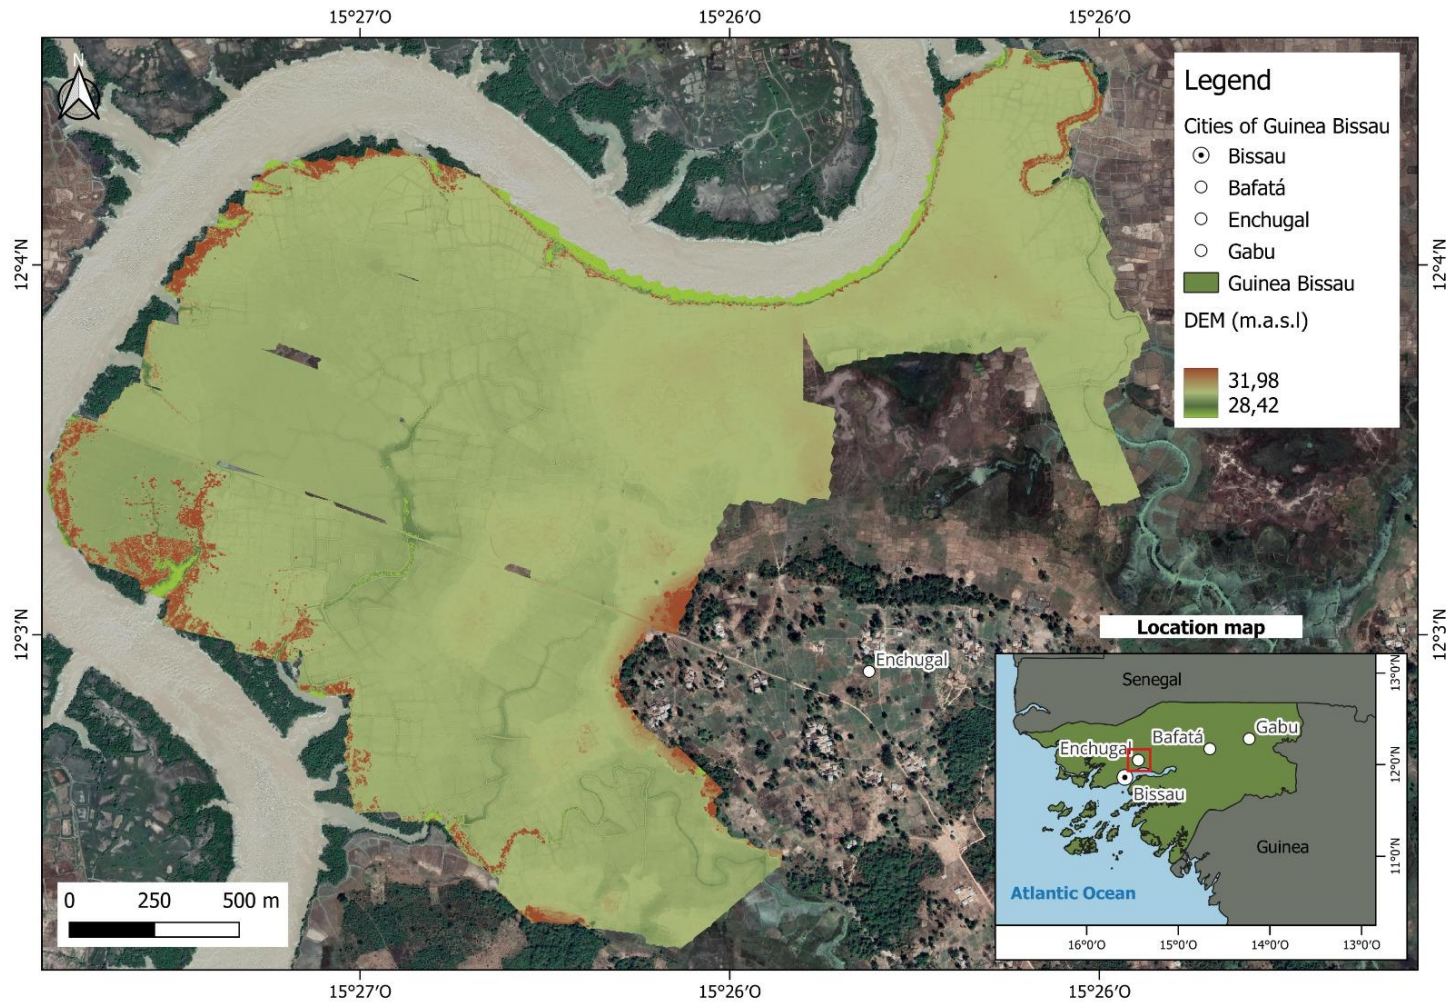 15°27'O 15°26'O 15°26'O
N
Legend
Cities of Guinea Bissau
Bissau
Bafatá
Enchugal
Gabu
Guinea Bissau
DEM (m.a.s.l)
31,98
28,42
12°4'N 12°4'N
12°3'N 12°3'N
Enchugal
Location map
Senegal
Gabu
Bafatá
Enchugal
Bissau
Guinea
Atlantic Ocean
13°0'N
12°0'N
11°0'N
16°0'O 15°0'O 14°0'O 13°0'O
0 250 500 m
15°27'O 15°26'O 15°26'O